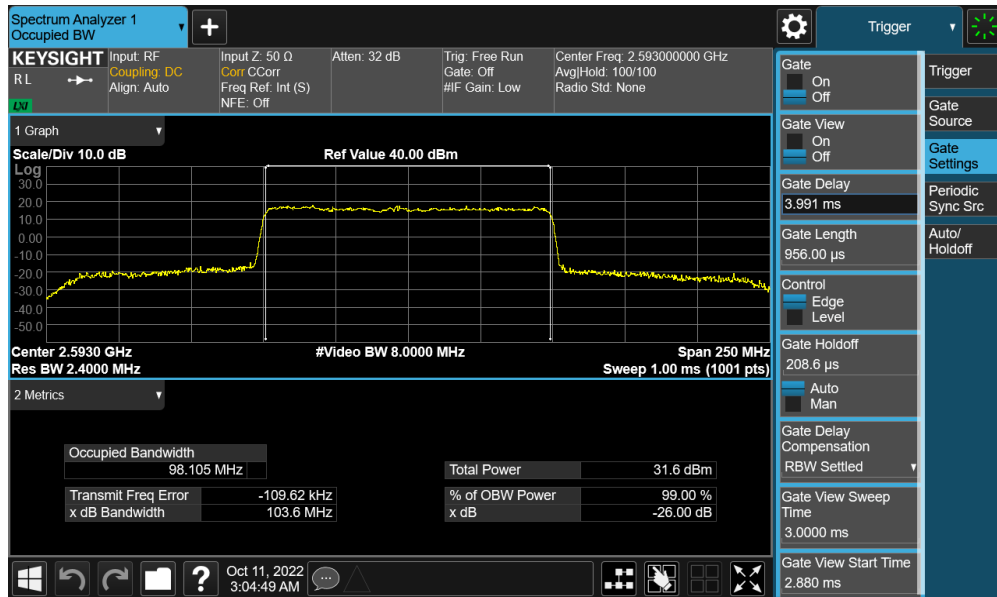 Spectrum Analyzer 1
Occupied BW
+
Trigger
KEYSIGHT
R L
LXI
Input: RF
Coupling: DC
Align: Auto
Input Z: 50 Ω
Corr CCorr
Freq Ref: Int (S)
NFE: Off
Atten: 32 dB
Trig: Free Run
Gate: Off
#IF Gain: Low
Center Freq: 2.593000000 GHz
Avg|Hold: 100/100
Radio Std: None
1 Graph
Scale/Div 10.0 dB
Ref Value 40.00 dBm
Log
30.0
20.0
10.0
0.00
-10.0
-20.0
-30.0
-40.0
-50.0
Center 2.5930 GHz
#Video BW 8.0000 MHz
Span 250 MHz
Res BW 2.4000 MHz
Sweep 1.00 ms (1001 pts)
2 Metrics
Occupied Bandwidth
98.105 MHz
Total Power 31.6 dBm
Transmit Freq Error -109.62 kHz
% of OBW Power 99.00 %
x dB Bandwidth 103.6 MHz
x dB -26.00 dB
?
Oct 11, 2022
3:04:49 AM
Gate
On
Off
Gate View
On
Off
Gate Delay
3.991 ms
Gate Length
956.00 µs
Control
Edge
Level
Gate Holdoff
208.6 µs
Auto
Man
Gate Delay
Compensation
RBW Settled
Gate View Sweep
Time
3.0000 ms
Gate View Start Time
2.880 ms
Trigger
Gate
Source
Gate
Settings
Periodic
Sync Src
Auto/
Holdoff